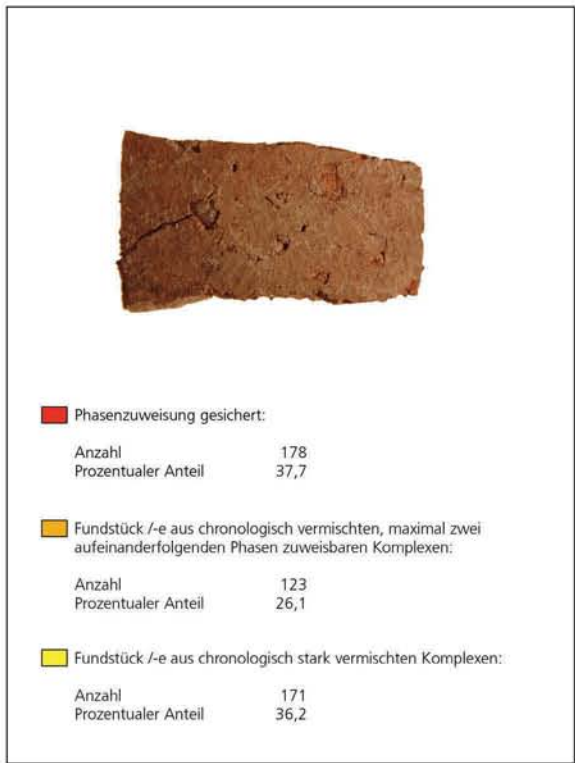 Phasenzuweisung gesichert:
Anzahl 178
Prozentualer Anteil 37,7
Fundstück /-e aus chronologisch vermischten, maximal zwei
aufeinanderfolgenden Phasen zuweisbaren Komplexen:
Anzahl 123
Prozentualer Anteil 26,1
Fundstück /-e aus chronologisch stark vermischten Komplexen:
Anzahl 171
Prozentualer Anteil 36,2